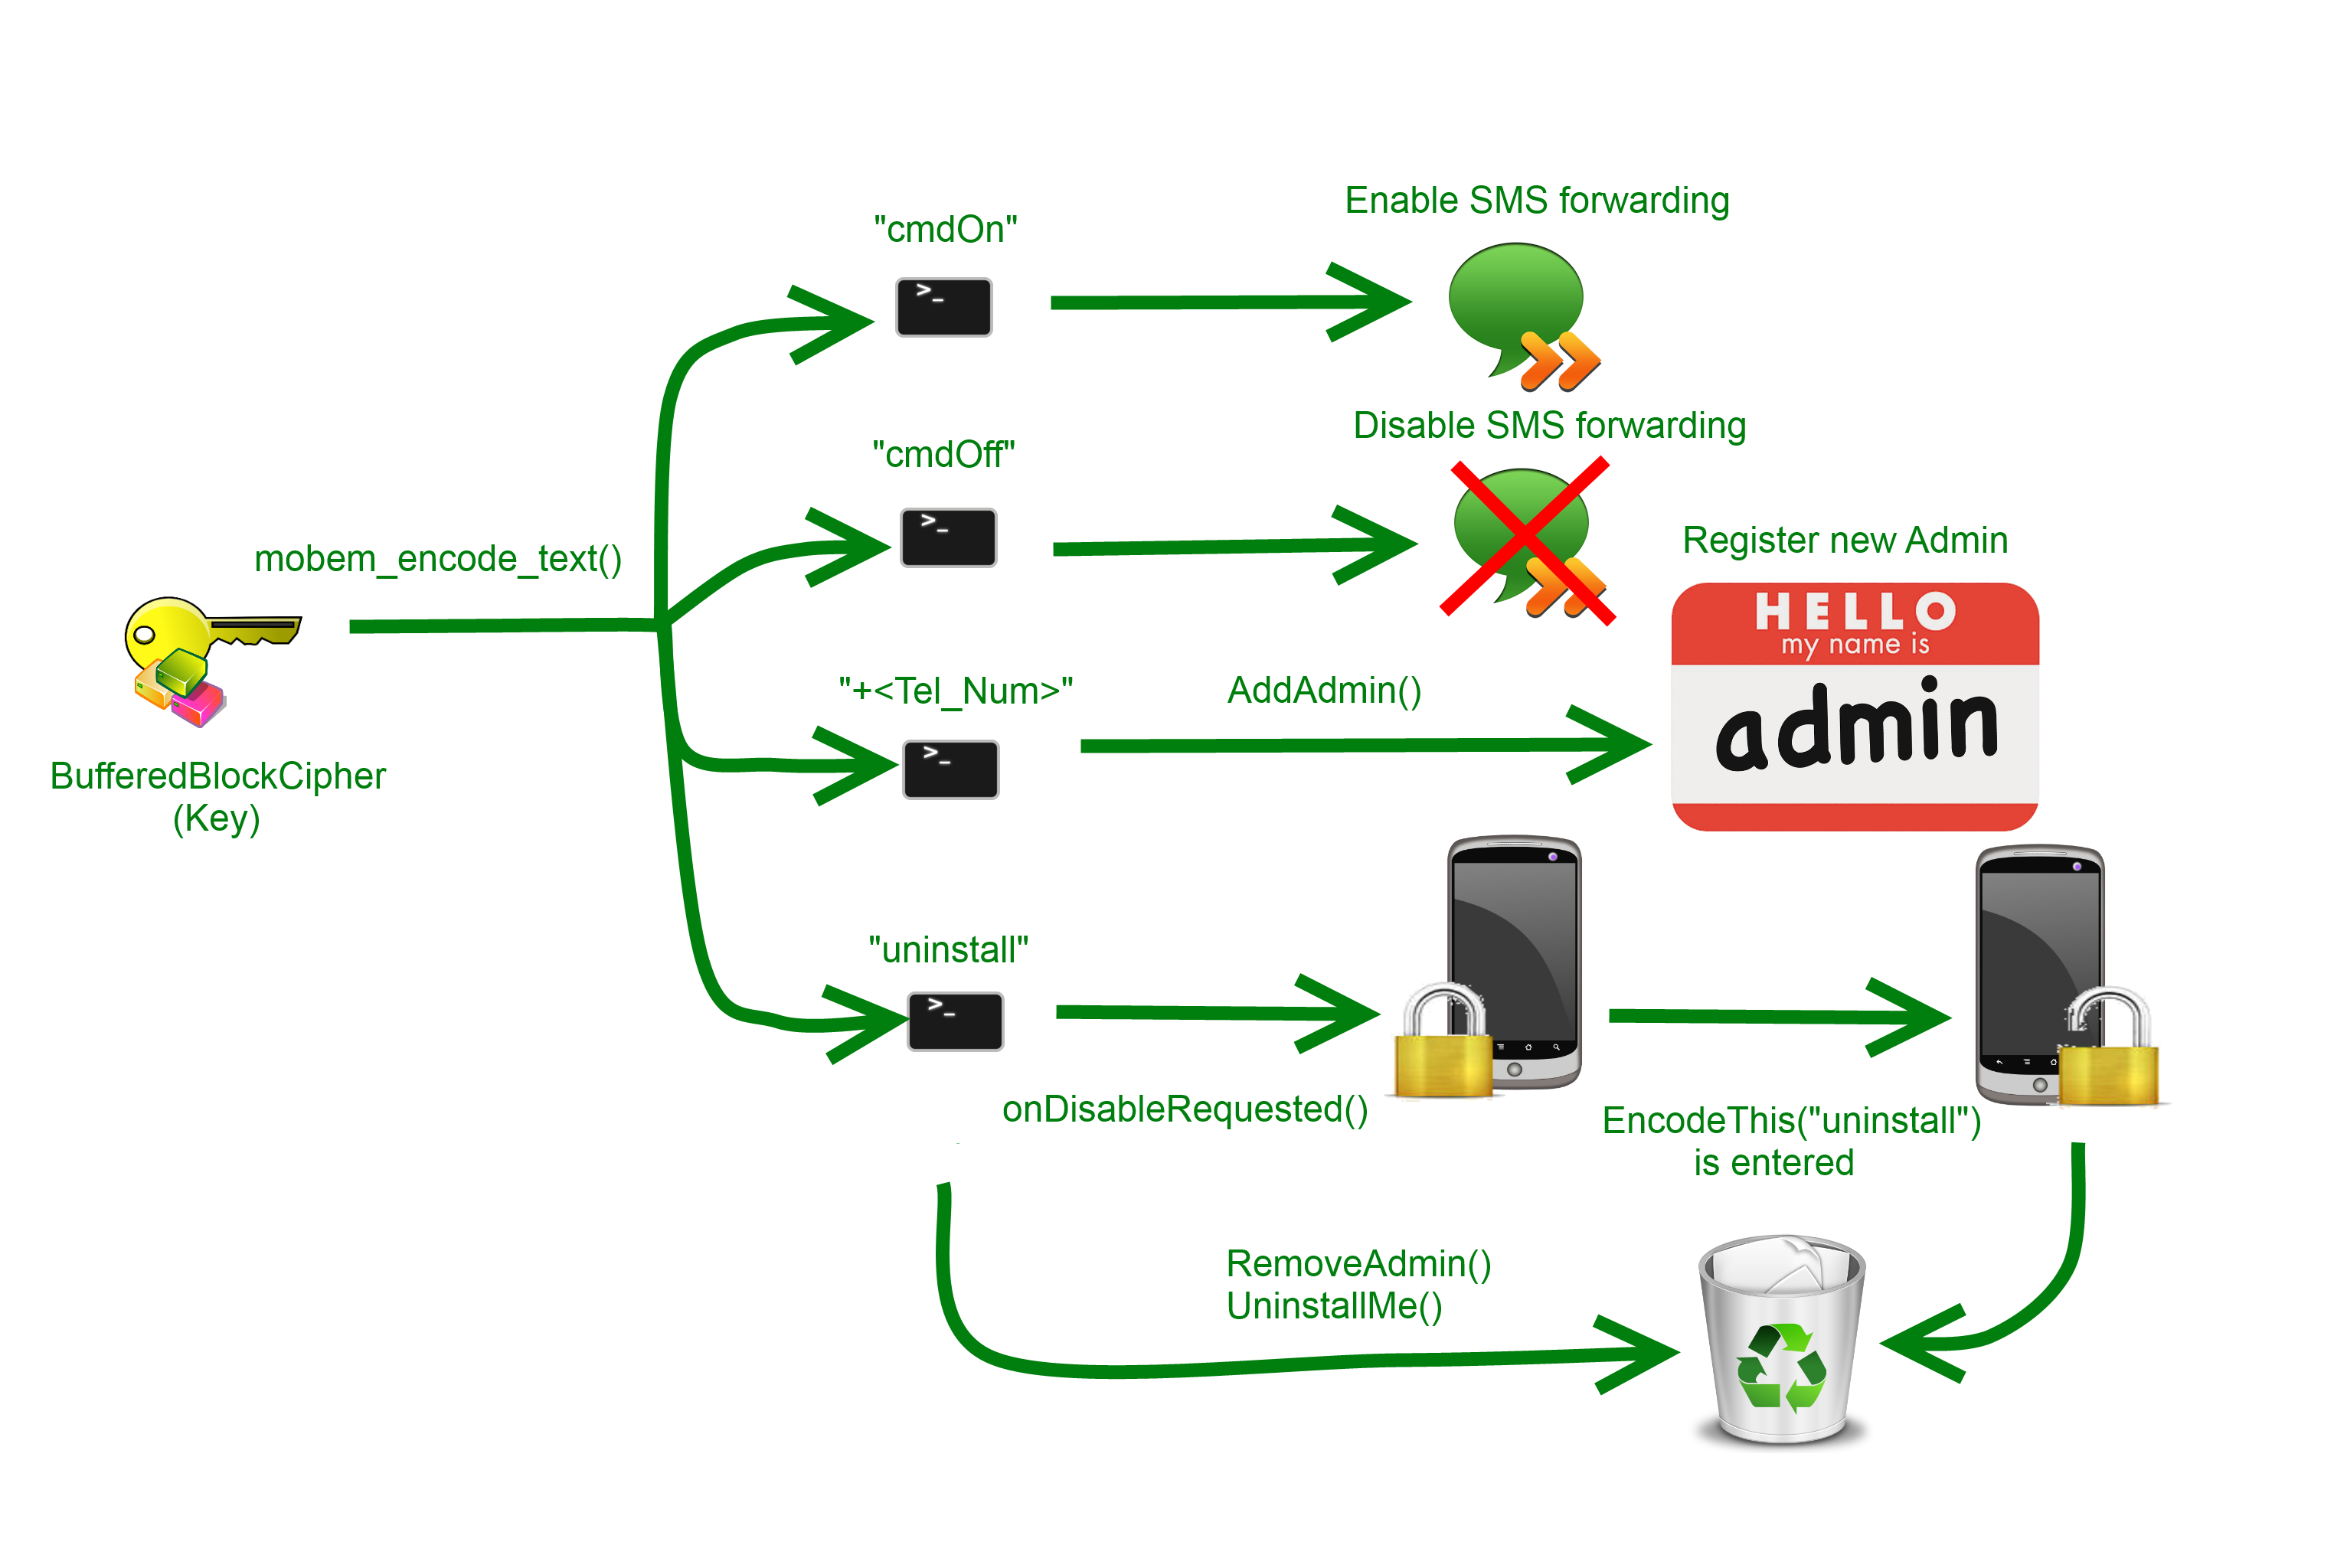 Enable SMS forwarding
"cmdOn"
>_
Disable SMS forwarding
"cmdOff"
>_
mobem_encode_text()
Register new Admin
HELLO
my name is
admin
"+<Tel_Num>"
AddAdmin()
>_
BufferedBlockCipher
(Key)
"uninstall"
>_
onDisableRequested()
EncodeThis("uninstall")
is entered
RemoveAdmin()
UninstallMe()